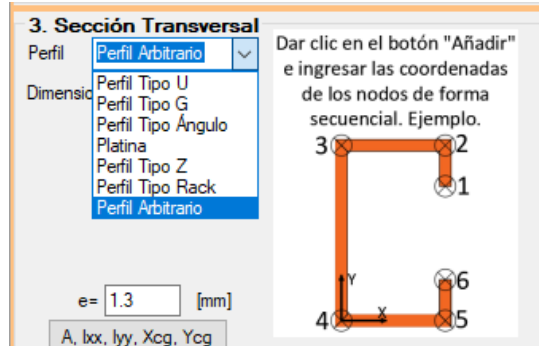 3. Sección Transversal
Perfil
Perfil Arbitrario
Dimensio
Perfil Tipo U
Perfil Tipo G
Perfil Tipo Ángulo
Platina
Perfil Tipo Z
Perfil Tipo Rack
Perfil Arbitrario
e= 1.3 [mm]
A, Ixx, Iyy, Xcg, Ycg
Dar clic en el botón "Añadir"
e ingresar las coordenadas
de los nodos de forma
secuencial. Ejemplo.
3 2
1
Y 6
4 X 5